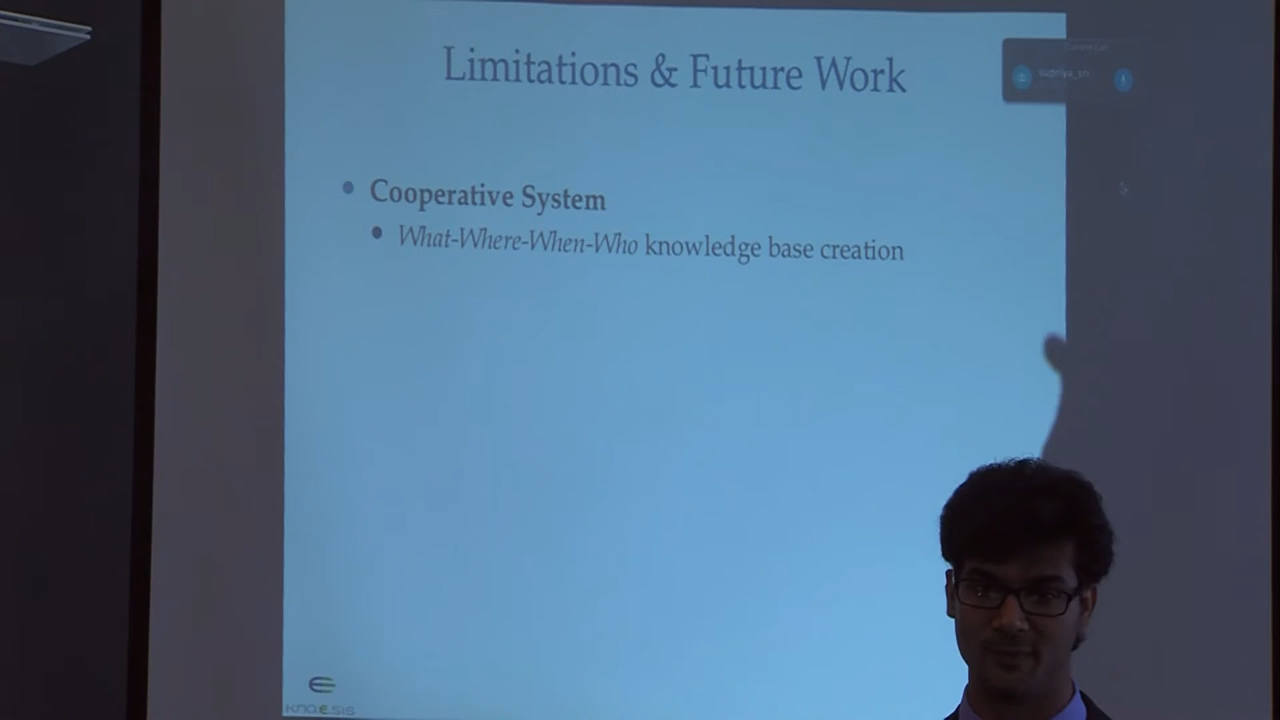 Limitations & Future Work
Cooperative System
What-Where-When-Who knowledge base creation
kno.e.sis